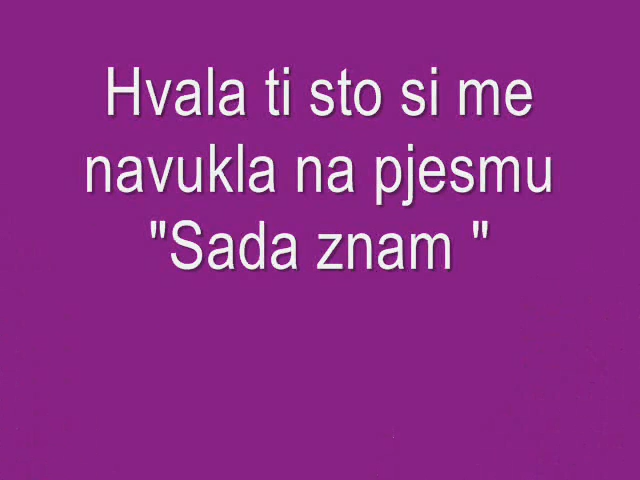 Hvala ti sto si me
navukla na pjesmu
"Sada znam "